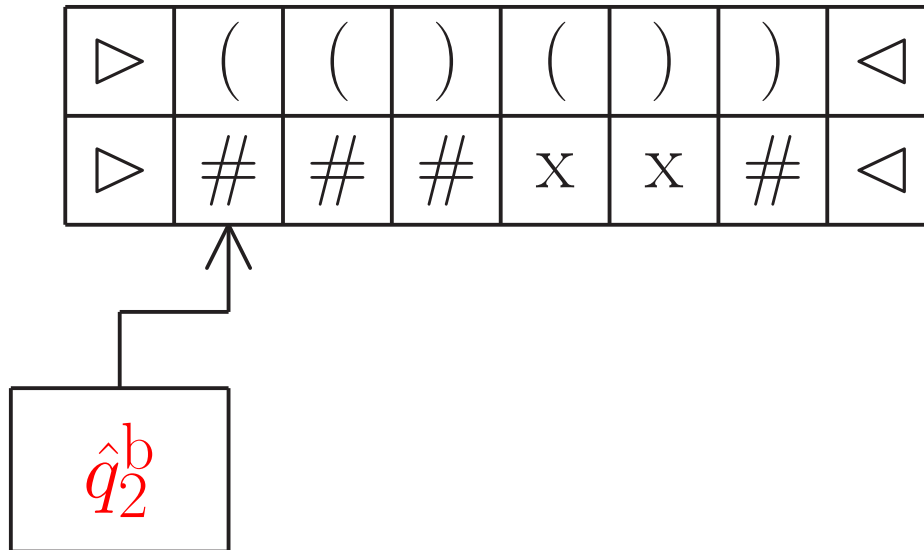 ▷ ( ( ) ( ) ) ◁
▷ # # # x x # ◁
q̂₂ᵇ